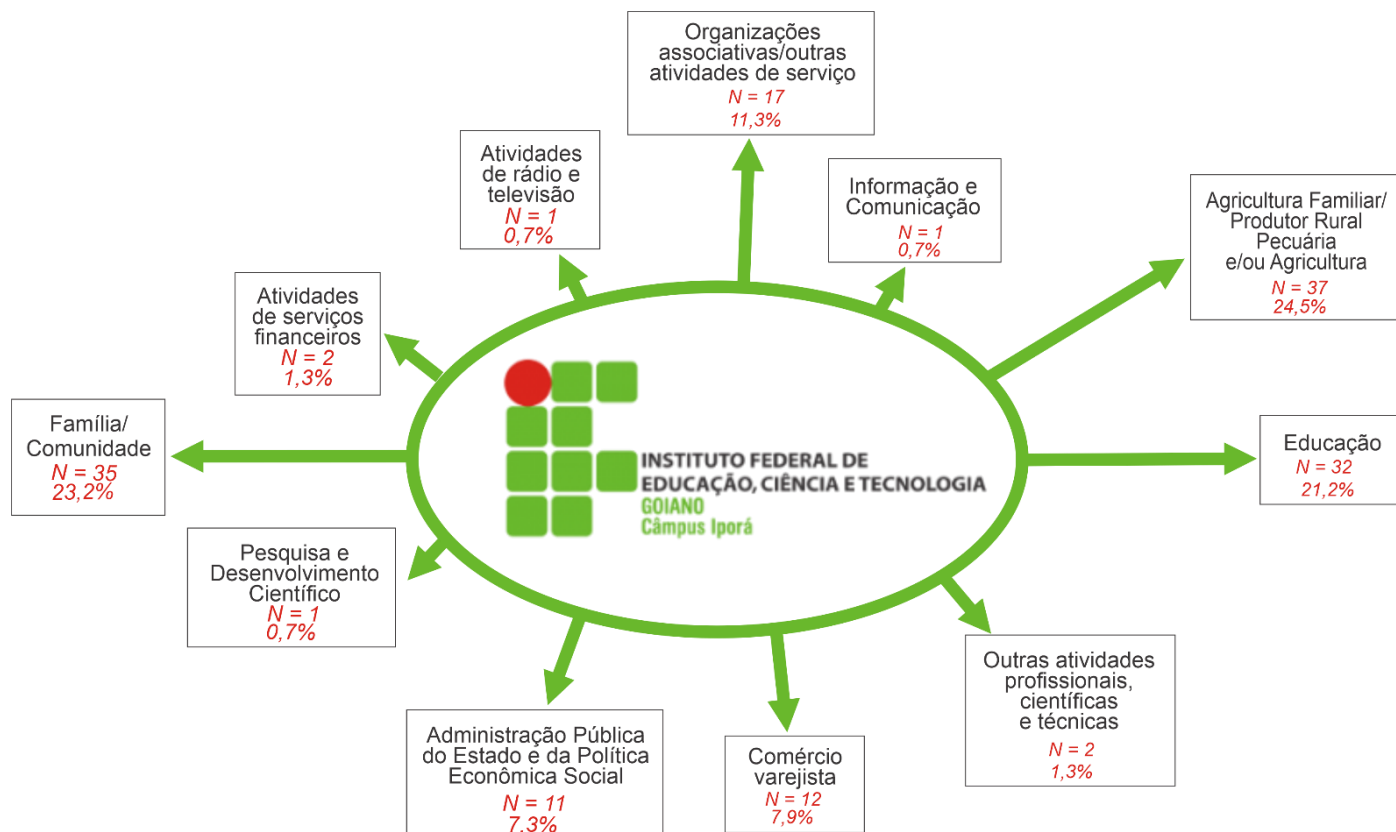 Organizações
associativas/outras
atividades de serviço
N = 17
11,3%
Atividades
de rádio e
televisão
N = 1
0,7%
Informação e
Comunicação
N = 1
0,7%
Agricultura Familiar/
Produtor Rural
Pecuária
e/ou Agricultura
N = 37
24,5%
Atividades
de serviços
financeiros
N = 2
1,3%
Família/
Comunidade
N = 35
23,2%
INSTITUTO FEDERAL DE
EDUCAÇÃO, CIÊNCIA E TECNOLOGIA
GOIANO
Câmpus Iporá
Educação
N = 32
21,2%
Pesquisa e
Desenvolvimento
Científico
N = 1
0,7%
Outras atividades
profissionais,
científicas
e técnicas
N = 2
1,3%
Administração Pública
do Estado e da Política
Econômica Social
N = 11
7,3%
Comércio
varejista
N = 12
7,9%